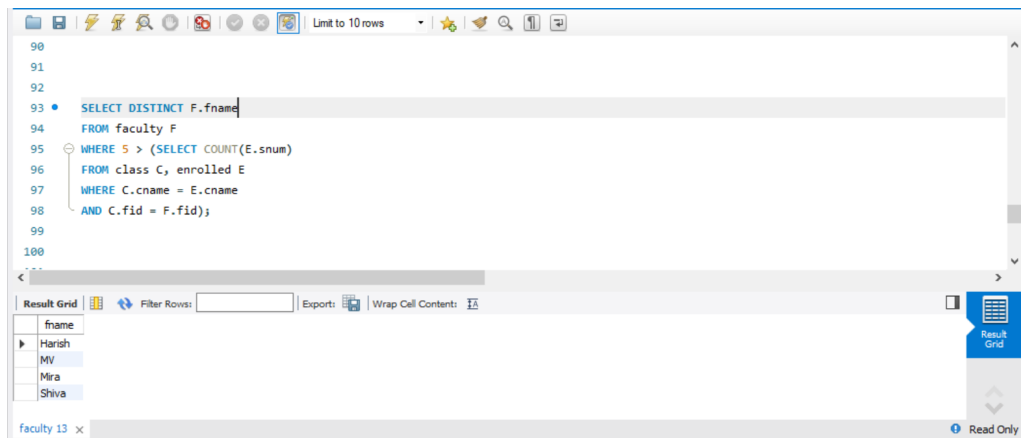 Limit to 10 rows
90
91
92
93 SELECT DISTINCT F.fname
94 FROM faculty F
95 WHERE 5 > (SELECT COUNT(E.snum)
96 FROM class C, enrolled E
97 WHERE C.cname = E.cname
98 AND C.fid = F.fid);
99
100
Result Grid Filter Rows: Export: Wrap Cell Content: IA
fname
Harish
MV
Mira
Shiva
Result
Grid
faculty 13 × Read Only